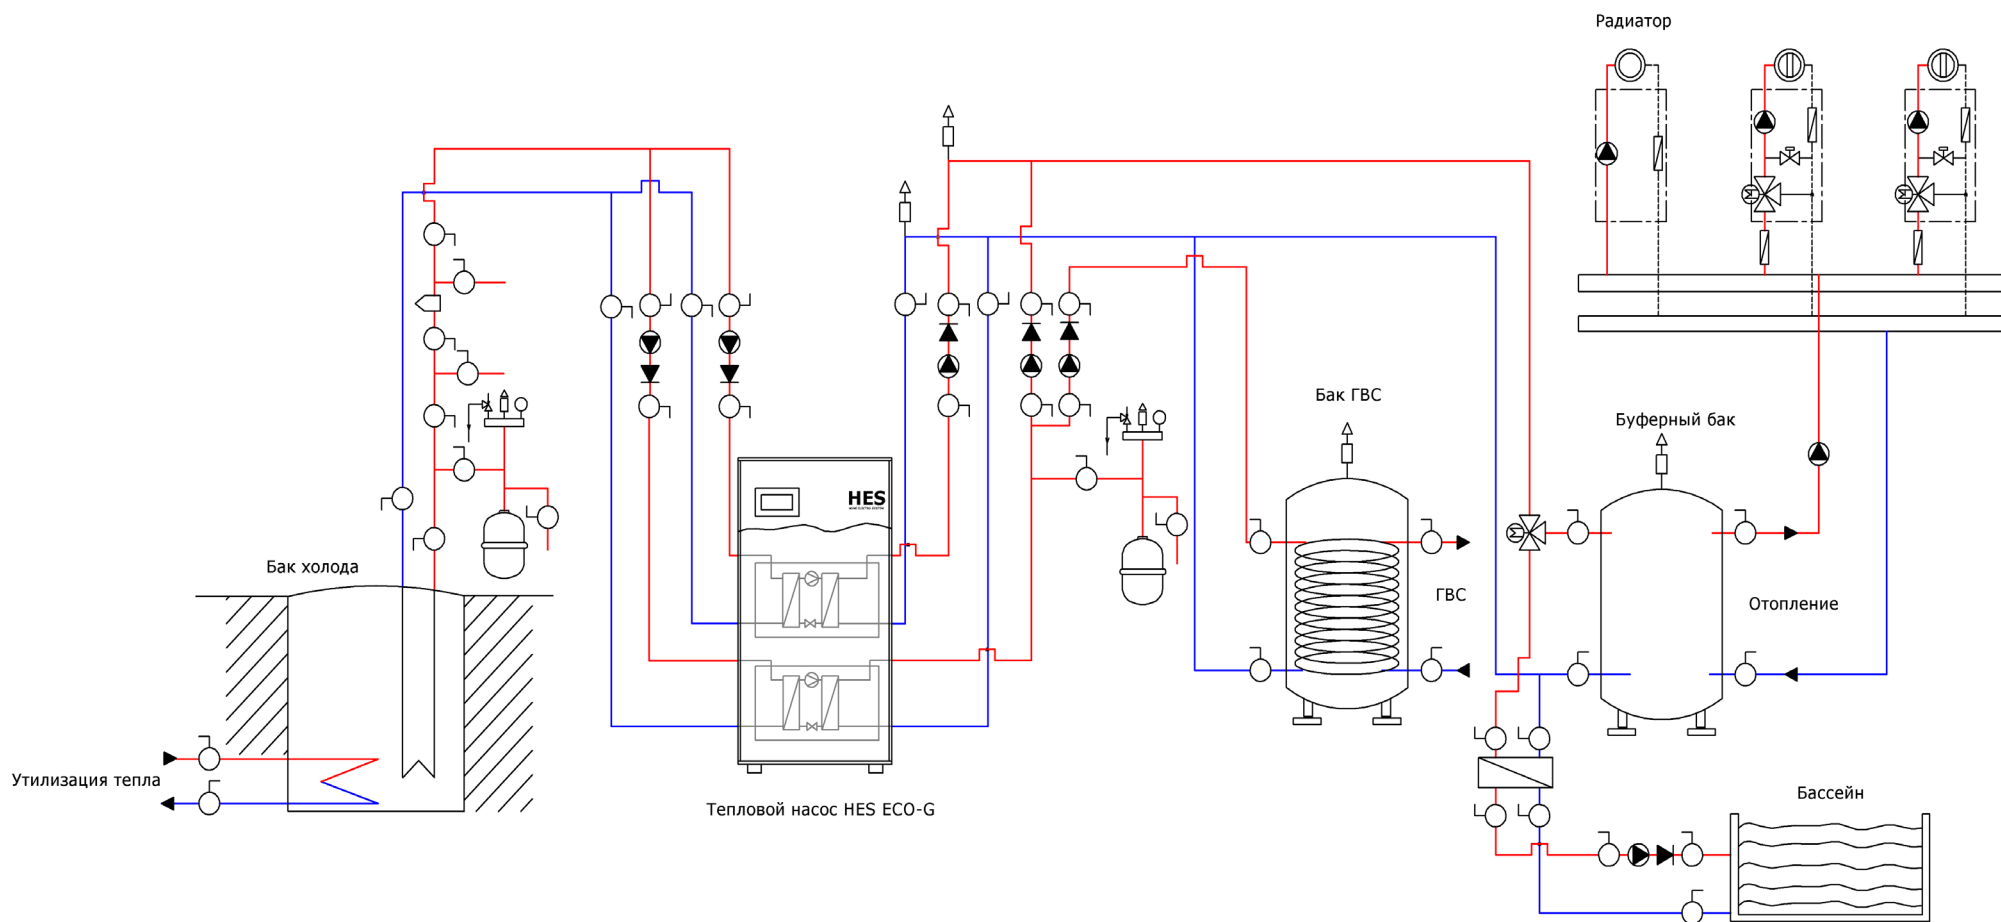 Радиатор
Бак ГВС
Буферный бак
HES
Бак холода
ГВС
Отопление
Утилизация тепла
Тепловой насос HES ECO-G
Бассейн